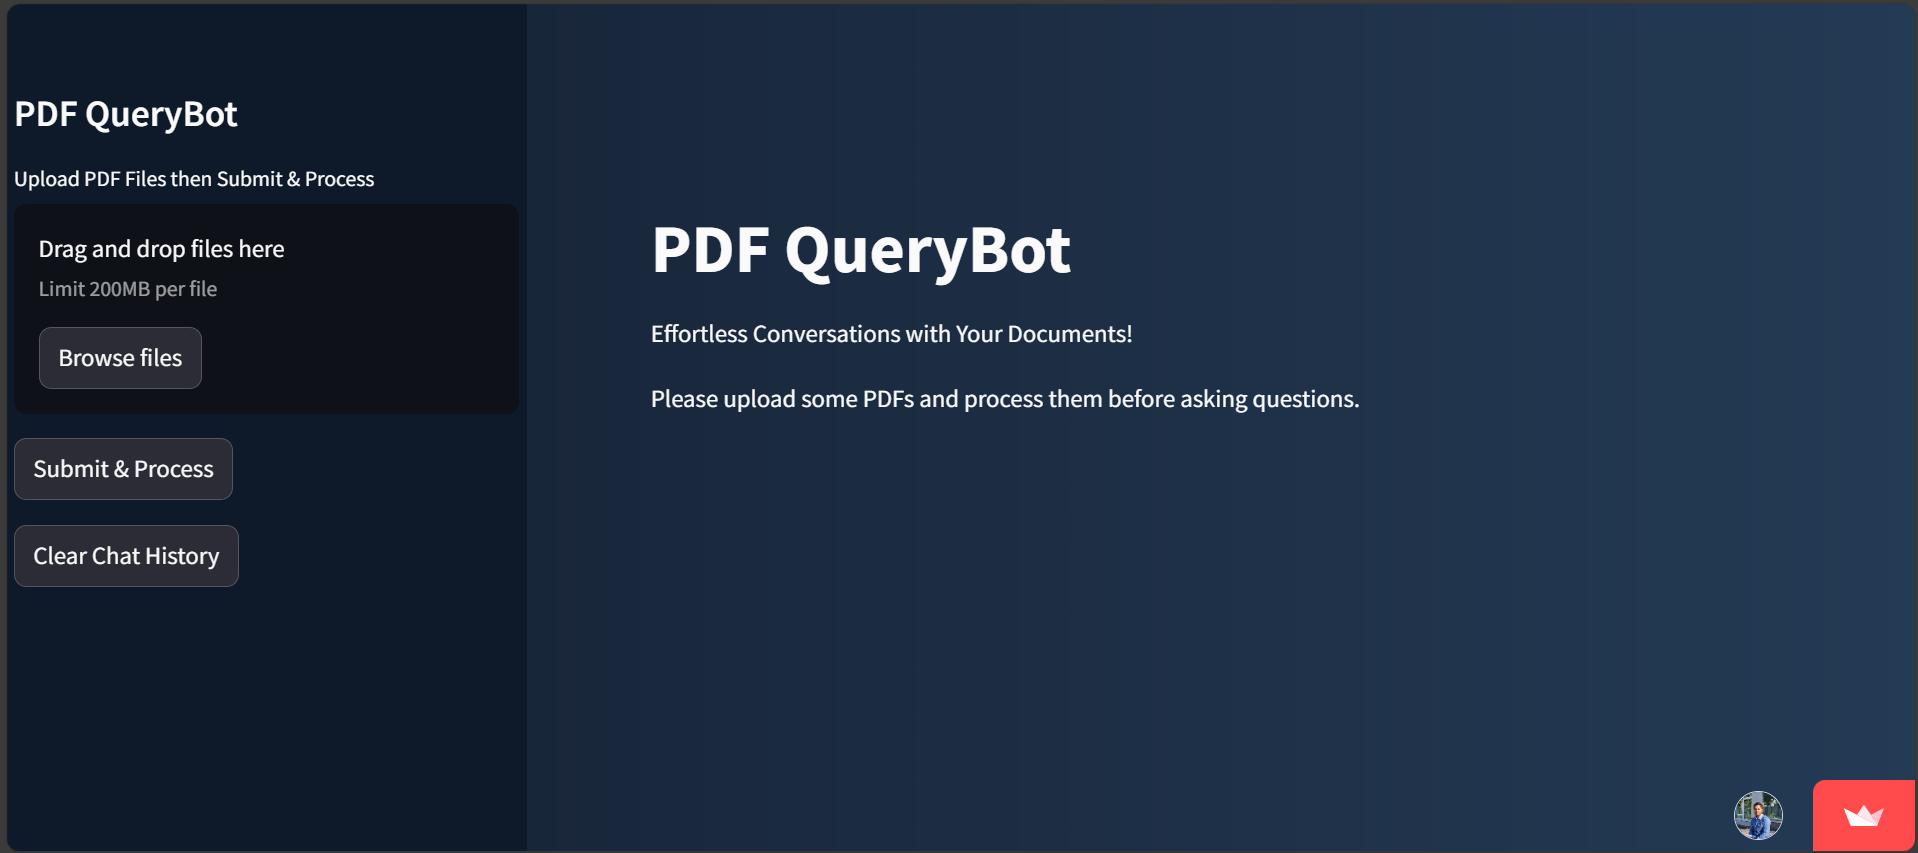 PDF QueryBot
Upload PDF Files then Submit & Process
Drag and drop files here
Limit 200MB per file
Browse files
Submit & Process
Clear Chat History
PDF QueryBot
Effortless Conversations with Your Documents!
Please upload some PDFs and process them before asking questions.